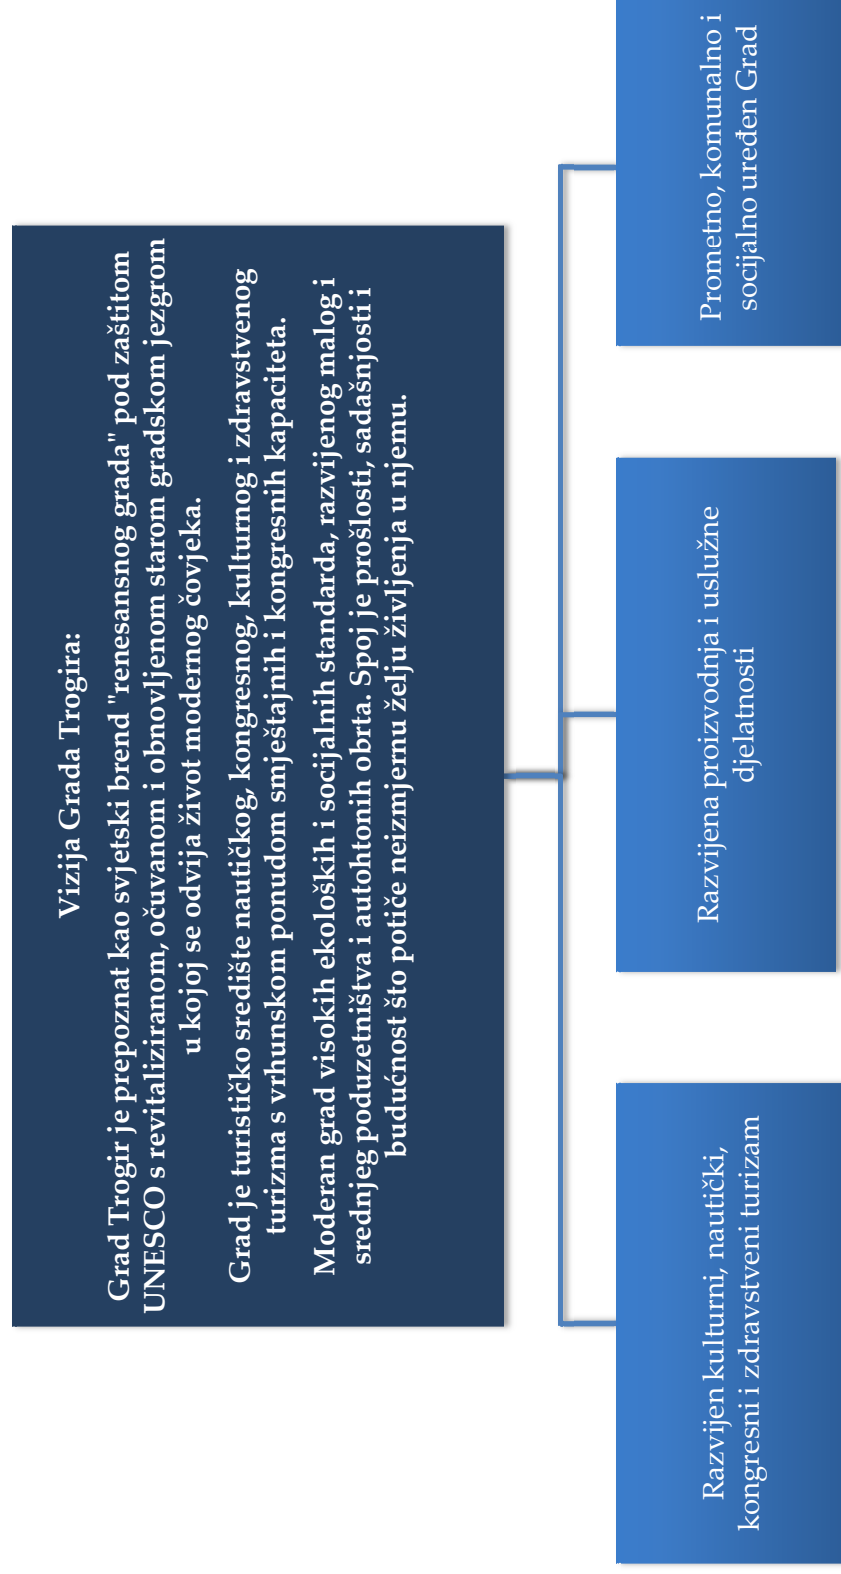 Vizija Grada Trogira:
Grad Trogir je prepoznat kao svjetski brend "renesansnog grada" pod zaštitom
UNESCO s revitaliziranom, očuvanom i obnovljenom starom gradskom jezgrom
u kojoj se odvija život modernog čovjeka.
Grad je turističko središte nautičkog, kongresnog, kulturnog i zdravstvenog
turizma s vrhunskom ponudom smještajnih i kongresnih kapaciteta.
Moderan grad visokih ekoloških i socijalnih standarda, razvijenog malog i
srednjeg poduzetništva i autohtonih obrta. Spoj je prošlosti, sadašnjosti i
budućnost što potiče neizmjernu želju življenja u njemu.
Razvijen kulturni, nautički,
kongresni i zdravstveni turizam
Razvijena proizvodnja i uslužne
djelatnosti
Prometno, komunalno i
socijalno uređen Grad